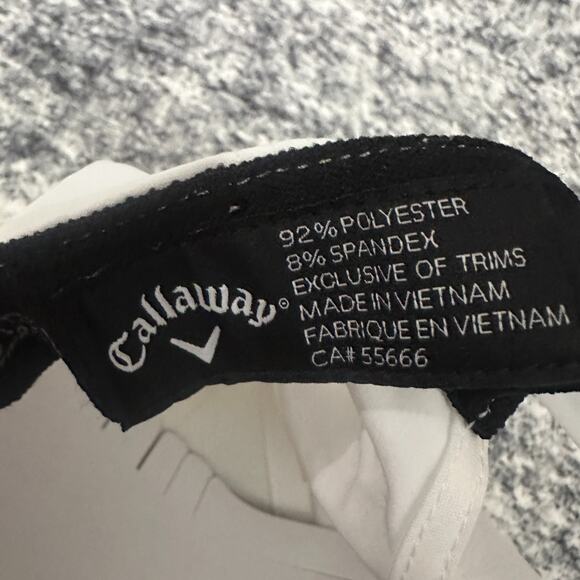 Callaway®
92% POLYESTER
8% SPANDEX
EXCLUSIVE OF TRIMS
MADE IN VIETNAM
FABRIQUE EN VIETNAM
CA# 55666